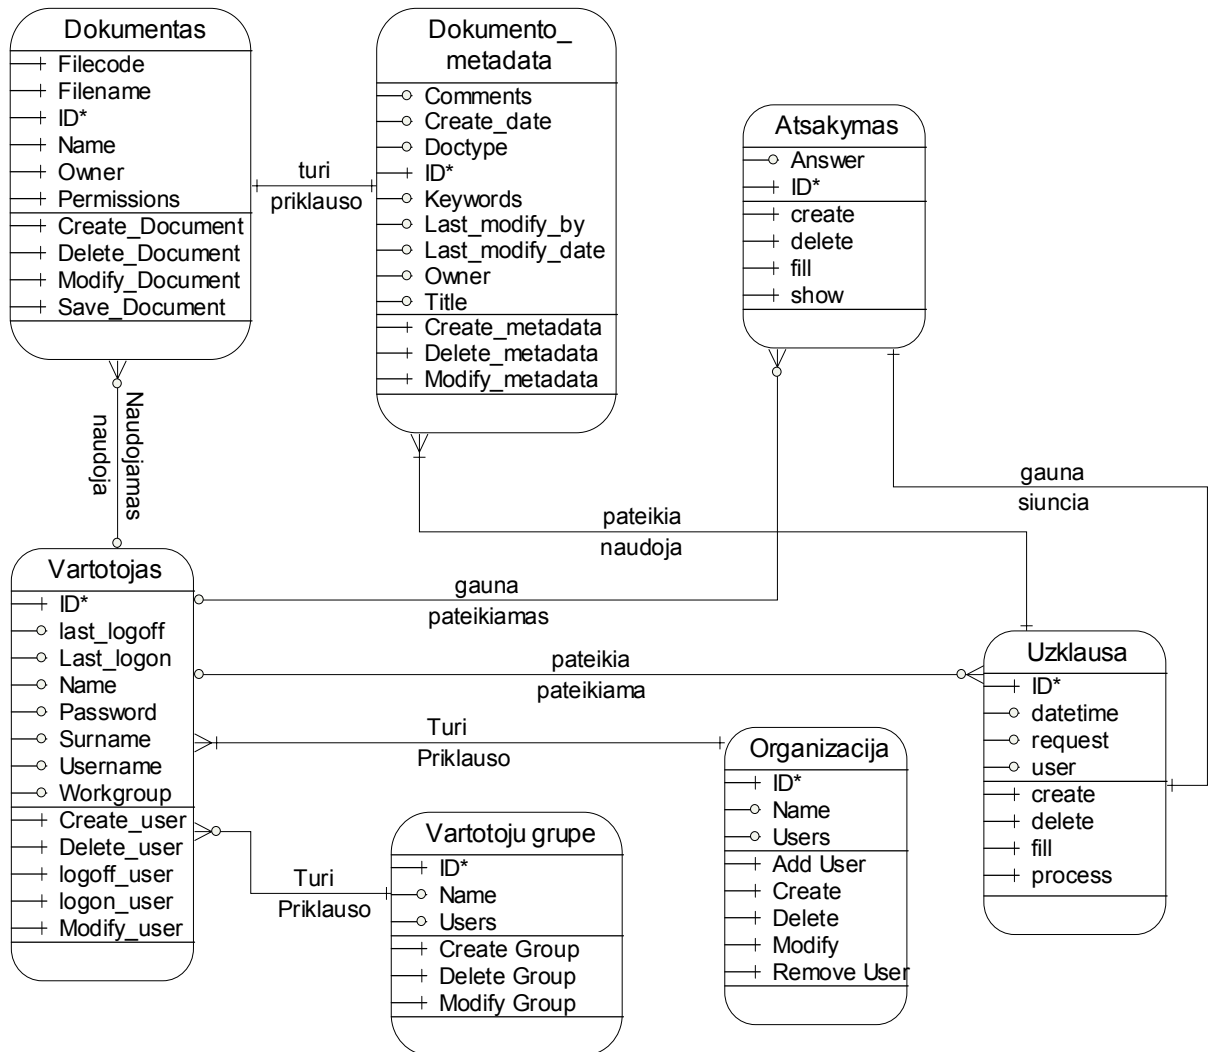 Dokumentas
Filecode
Filename
ID*
Name
Owner
Permissions
Create_Document
Delete_Document
Modify_Document
Save_Document
turi
priklauso
Dokumento_
metadata
Comments
Create_date
Doctype
ID*
Keywords
Last_modify_by
Last_modify_date
Owner
Title
Create_metadata
Delete_metadata
Modify_metadata
Atsakymas
Answer
ID*
create
delete
fill
show
Naudojamas
naudoja
gauna
siuncia
pateikia
naudoja
gauna
pateikiamas
pateikia
pateikiama
Vartotojas
ID*
last_logoff
Last_logon
Name
Password
Surname
Username
Workgroup
Create_user
Delete_user
logoff_user
logon_user
Modify_user
Turi
Priklauso
Turi
Priklauso
Vartotoju grupe
ID*
Name
Users
Create Group
Delete Group
Modify Group
Organizacija
ID*
Name
Users
Add User
Create
Delete
Modify
Remove User
Uzklausa
ID*
datetime
request
user
create
delete
fill
process